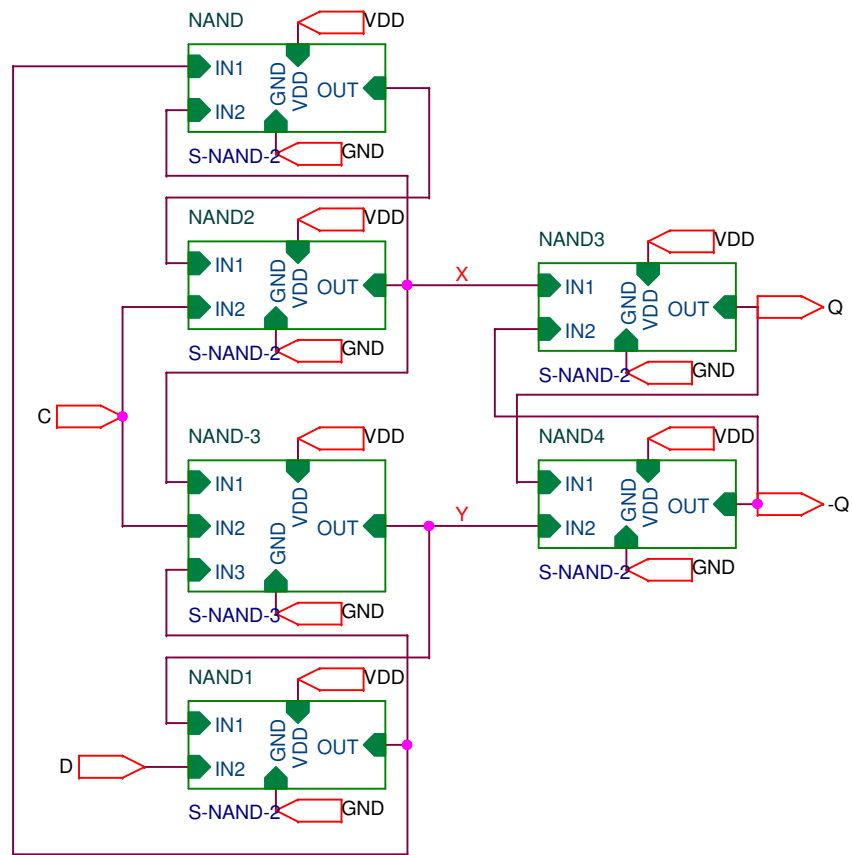 NAND
VDD
IN1
GND
VDD
OUT
IN2
S-NAND-2
GND
NAND2
VDD
IN1
GND
VDD
OUT
IN2
S-NAND-2
GND
X
NAND3
VDD
IN1
GND
VDD
OUT
IN2
S-NAND-2
GND
Q
C
NAND-3
VDD
IN1
VDD
IN2
GND
OUT
IN3
S-NAND-3
GND
Y
NAND4
VDD
IN1
GND
VDD
OUT
IN2
S-NAND-2
GND
-Q
NAND1
VDD
IN1
GND
VDD
OUT
IN2
D
S-NAND-2
GND